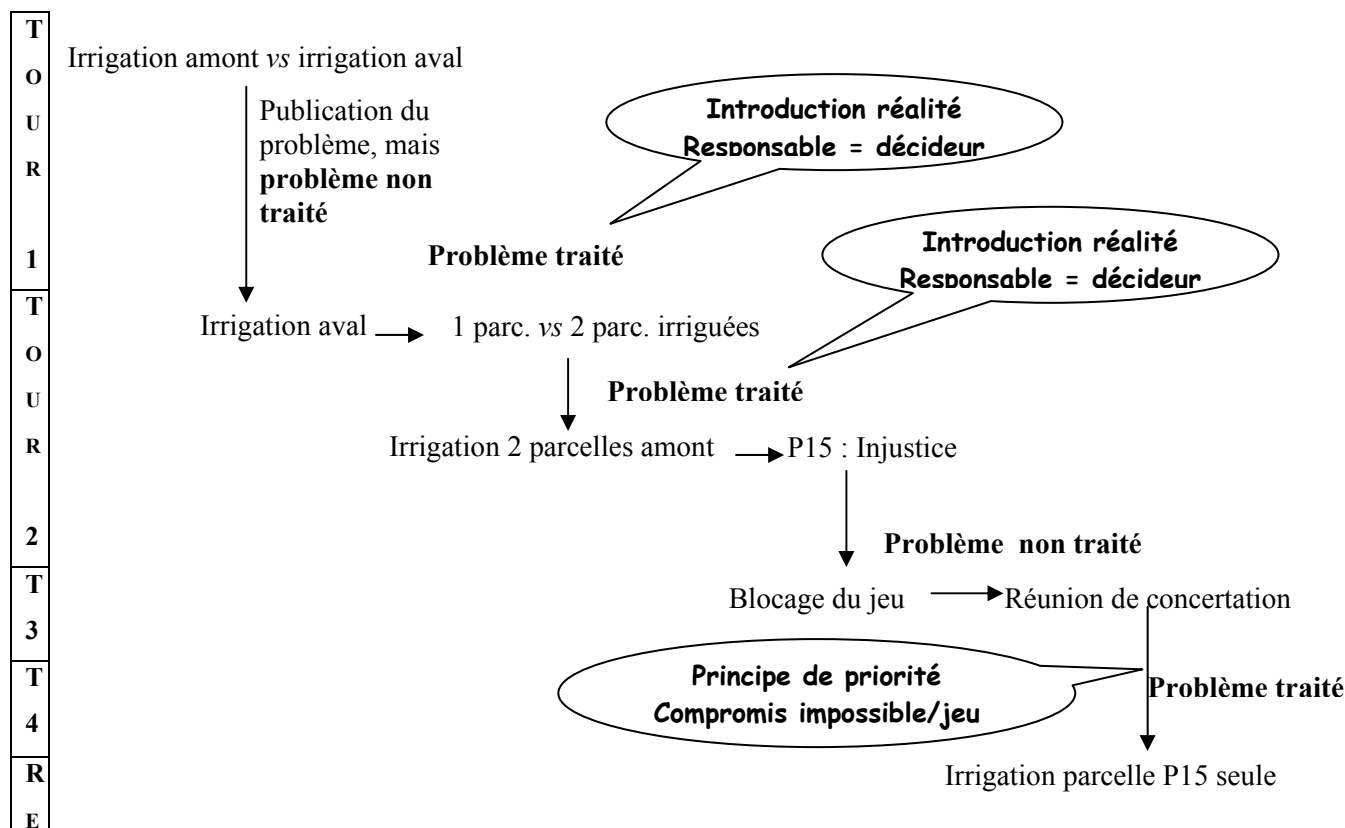 T
O
U
R
1
Irrigation amont vs irrigation aval
Publication du
problème, mais
problème non
traité
Introduction réalité
Responsable = décideur
Problème traité
Introduction réalité
Responsable = décideur
T
O
U
R
2
Irrigation aval
1 parc. vs 2 parc. irriguées
Problème traité
Irrigation 2 parcelles amont
P15 : Injustice
Problème non traité
T
3
Blocage du jeu
Réunion de concertation
T
4
Principe de priorité
Compromis impossible/jeu
Problème traité
R
E
Irrigation parcelle P15 seule